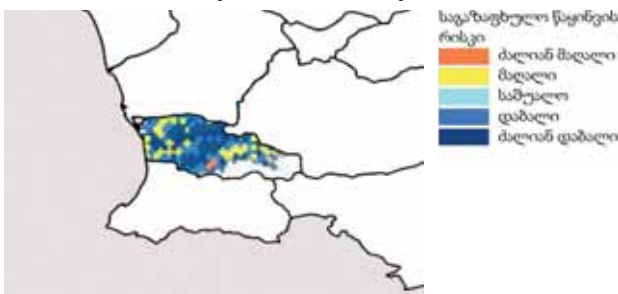 საგაზაფხულო წაყინვის
რისკი
ძალიან მაღალი
მაღალი
საშუალო
დაბალი
ძალიან დაბალი